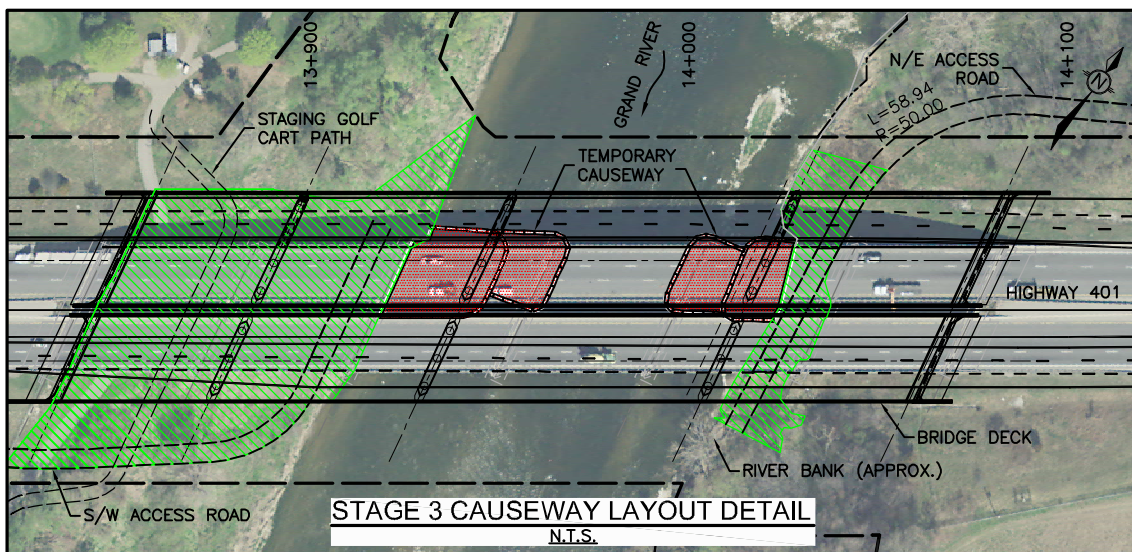 13+900
GRAND RIVER
14+000
14+100
N/E ACCESS
ROAD
N
L=58.94
R=50.00
STAGING GOLF
CART PATH
TEMPORARY
CAUSEWAY
HIGHWAY 401
BRIDGE DECK
RIVER BANK (APPROX.)
S/W ACCESS ROAD
STAGE 3 CAUSEWAY LAYOUT DETAIL
N.T.S.